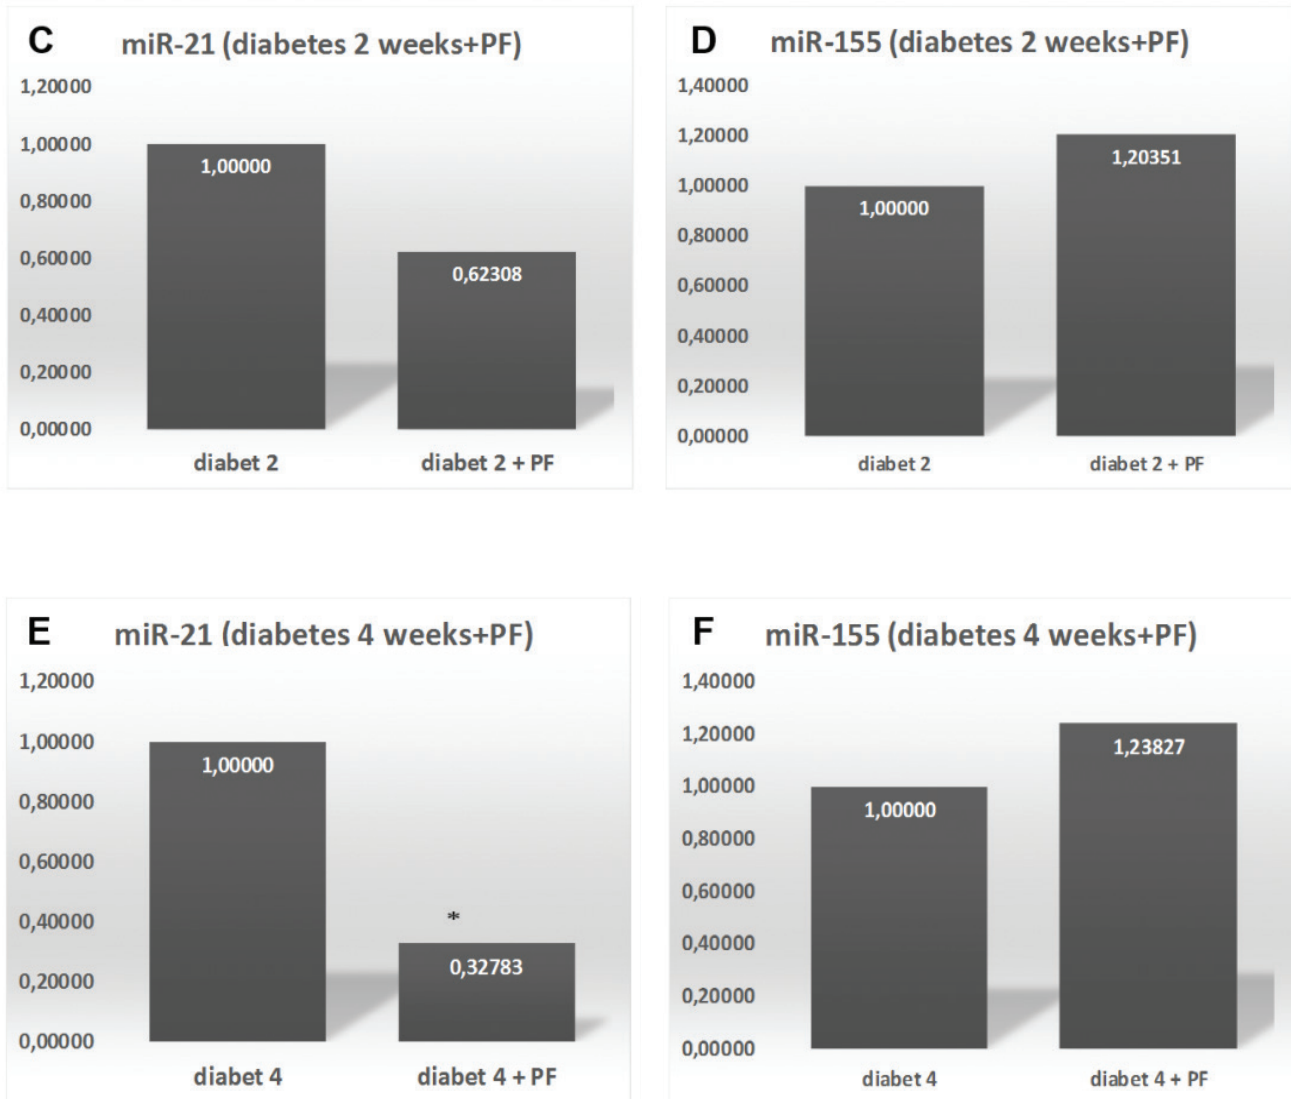 C
miR-21 (diabetes 2 weeks+PF)
1,20000
1,00000
0,80000
0,60000
0,40000
0,20000
0,00000
1,00000
0,62308
diabet 2
diabet 2 + PF
D
miR-155 (diabetes 2 weeks+PF)
1,40000
1,20000
1,00000
0,80000
0,60000
0,40000
0,20000
0,00000
1,00000
1,20351
diabet 2
diabet 2 + PF
E
miR-21 (diabetes 4 weeks+PF)
1,20000
1,00000
0,80000
0,60000
0,40000
0,20000
0,00000
1,00000
*
0,32783
diabet 4
diabet 4 + PF
F
miR-155 (diabetes 4 weeks+PF)
1,40000
1,20000
1,00000
0,80000
0,60000
0,40000
0,20000
0,00000
1,00000
1,23827
diabet 4
diabet 4 + PF